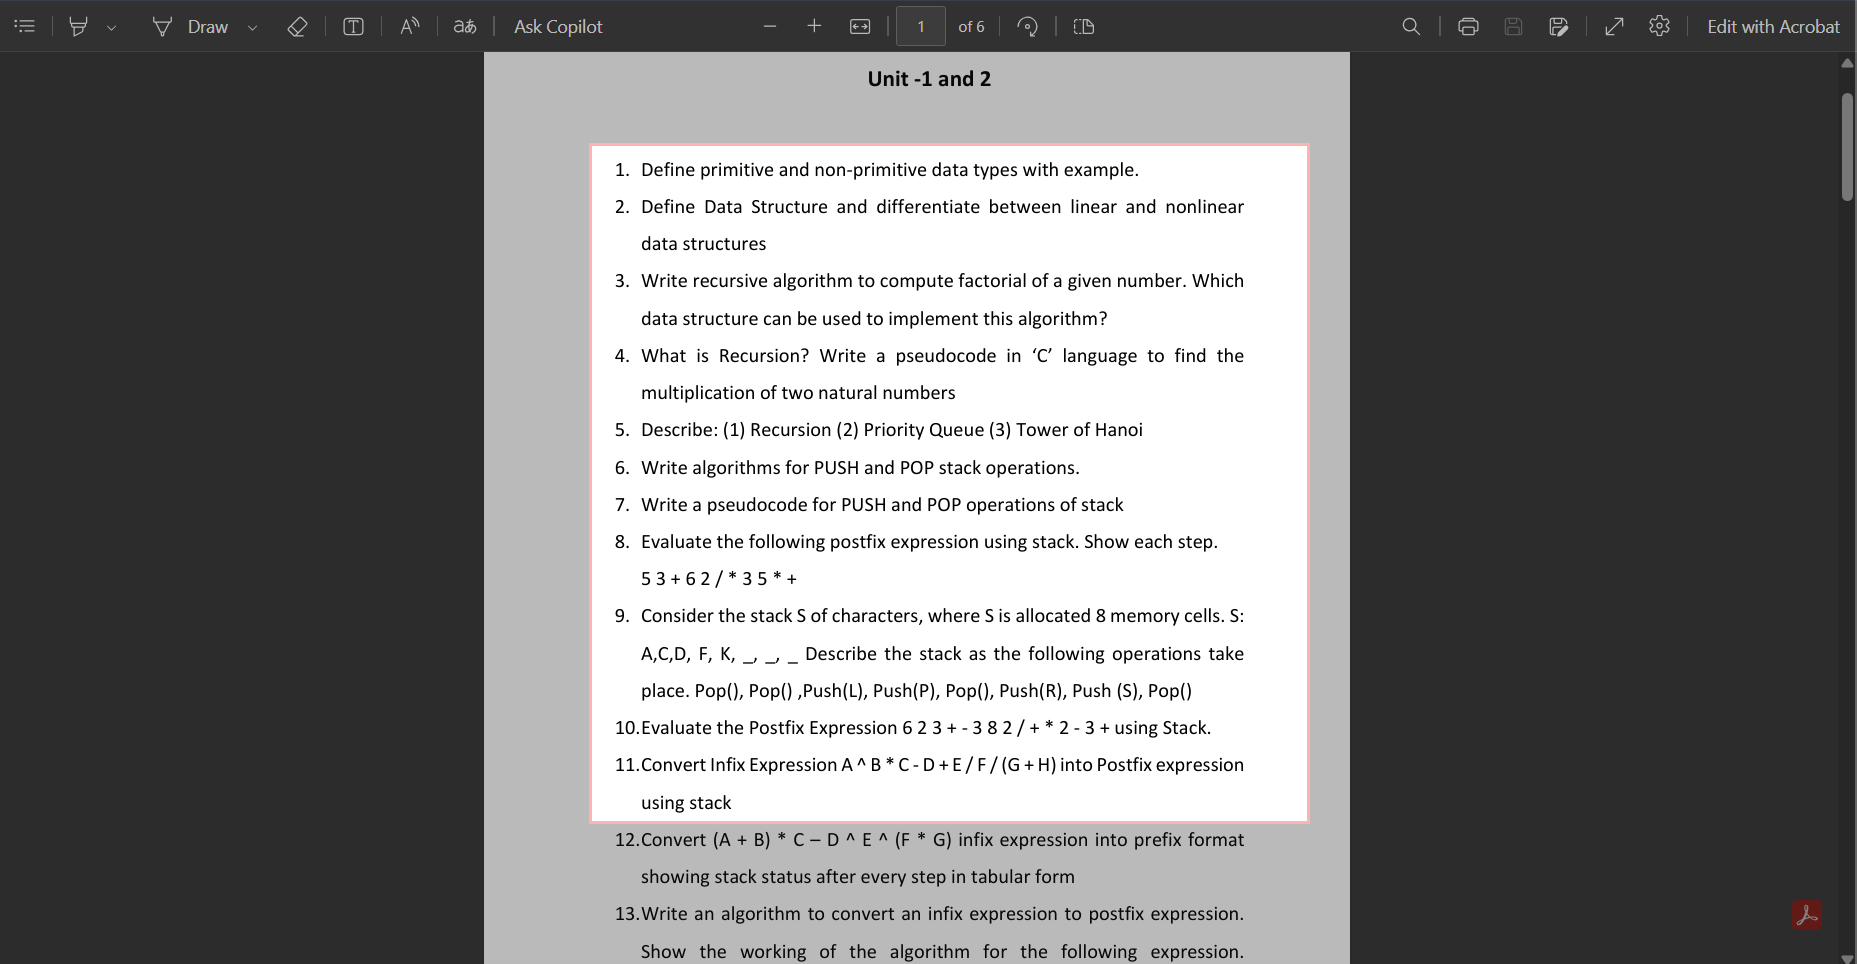 Draw
Ask Copilot
1 of 6
Edit with Acrobat
Unit -1 and 2
1. Define primitive and non-primitive data types with example.
2. Define Data Structure and differentiate between linear and nonlinear
data structures
3. Write recursive algorithm to compute factorial of a given number. Which
data structure can be used to implement this algorithm?
4. What is Recursion? Write a pseudocode in ‘C’ language to find the
multiplication of two natural numbers
5. Describe: (1) Recursion (2) Priority Queue (3) Tower of Hanoi
6. Write algorithms for PUSH and POP stack operations.
7. Write a pseudocode for PUSH and POP operations of stack
8. Evaluate the following postfix expression using stack. Show each step.
5 3 + 6 2 / * 3 5 * +
9. Consider the stack S of characters, where S is allocated 8 memory cells. S:
A,C,D, F, K, _, _, _ Describe the stack as the following operations take
place. Pop(), Pop() ,Push(L), Push(P), Pop(), Push(R), Push (S), Pop()
10.Evaluate the Postfix Expression 6 2 3 + - 3 8 2 / + * 2 - 3 + using Stack.
11.Convert Infix Expression A ^ B * C - D + E / F / (G + H) into Postfix expression
using stack
12.Convert (A + B) * C – D ^ E ^ (F * G) infix expression into prefix format
showing stack status after every step in tabular form
13.Write an algorithm to convert an infix expression to postfix expression.
Show the working of the algorithm for the following expression.